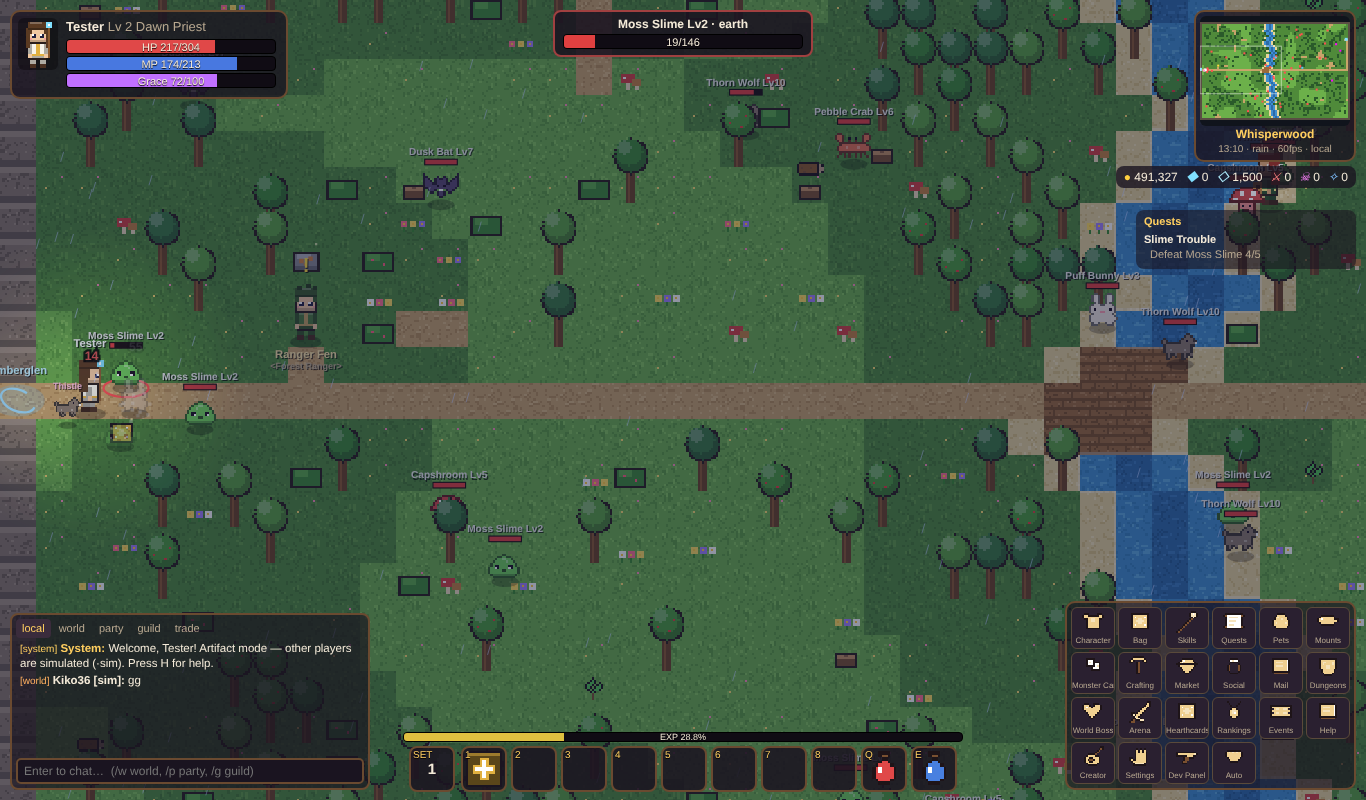 Tester Lv 2 Dawn Priest
HP 217/304
MP 174/213
Grace 72/100
Moss Slime Lv2 · earth
19/146
Whisperwood
13:10 · rain · 60fps · local
491,327 0 1,500 0 0 0
Quests
Slime Trouble
Defeat Moss Slime 4/5
Thorn Wolf Lv10
Pebble Crab Lv6
Dusk Bat Lv7
Puff Bunny Lv3
Thorn Wolf Lv10
Moss Slime Lv2
Tester
14
Ranger Fen
<Forest Ranger>
mberglen
Thistle
Moss Slime Lv2
Capshroom Lv5
Moss Slime Lv2
Moss Slime Lv2
Thorn Wolf Lv10
local world party guild trade
[system] System: Welcome, Tester! Artifact mode — other players
are simulated (·sim). Press H for help.
[world] Kiko36 [sim]: gg
Enter to chat… (/w world, /p party, /g guild)
EXP 28.8%
SET 1 2 3 4 5 6 7 8 Q E
1
Capshroom Lv5
Character Bag Skills Quests Pets Mounts
Monster Ca Crafting Market Social Mail Dungeons
World Boss Arena Hearthcards Rankings Events Help
Creator Settings Dev Panel Auto